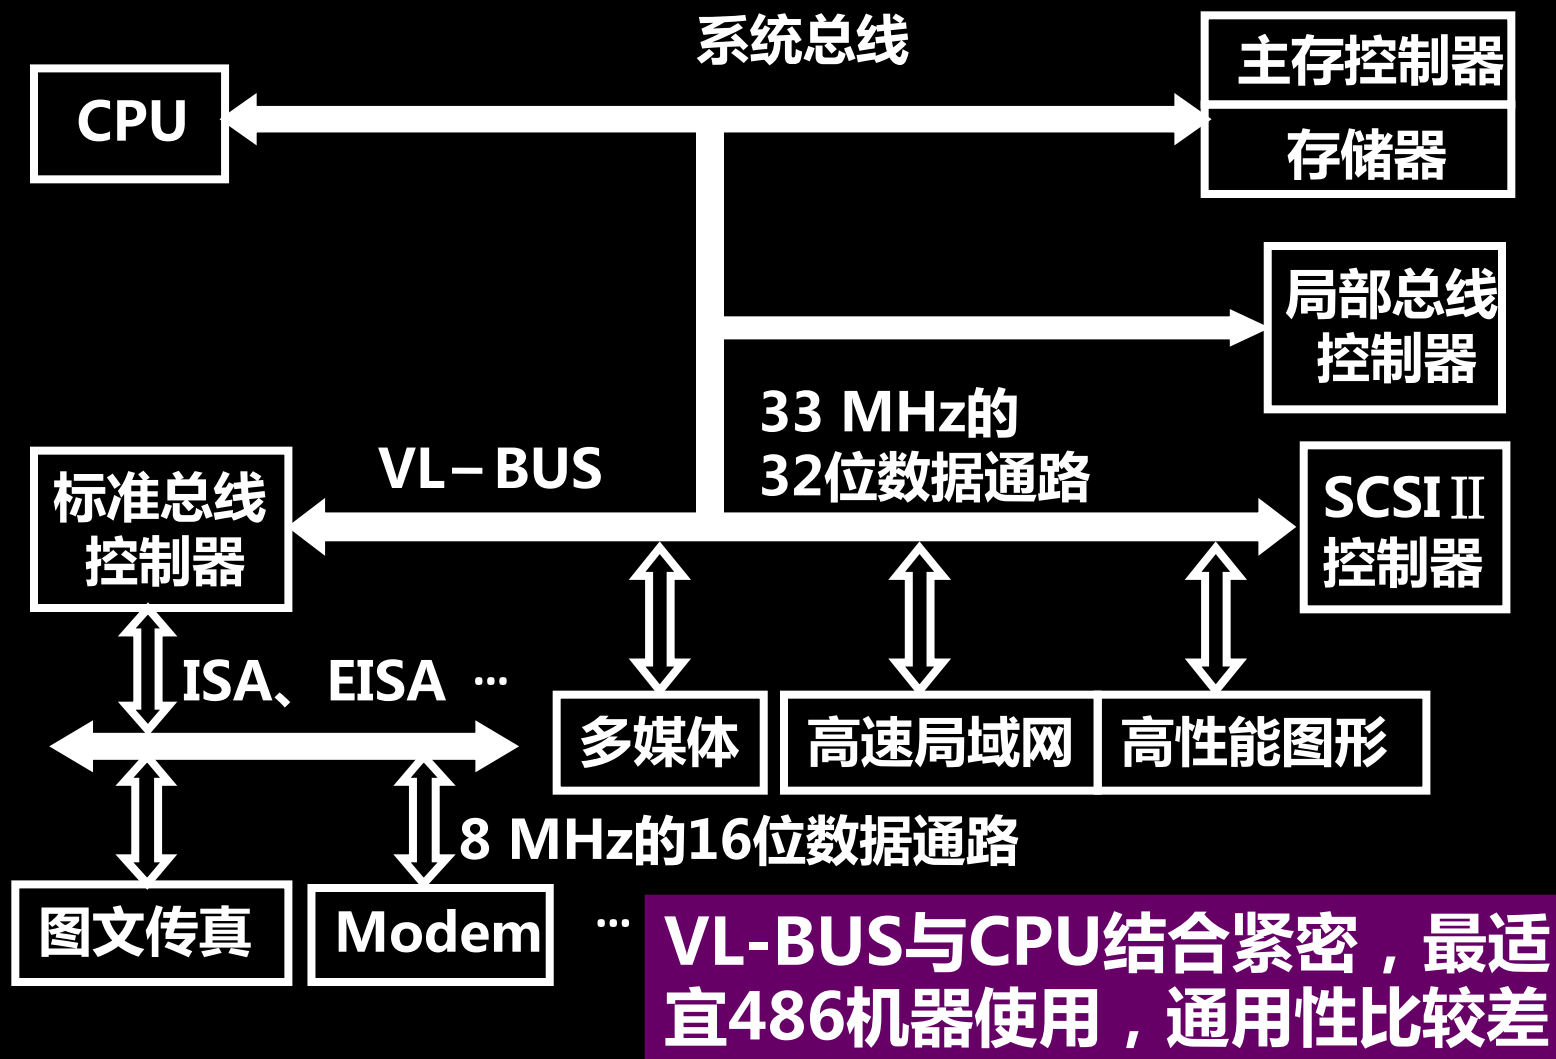 系统总线
CPU
主存控制器
存储器
局部总线
控制器
33 MHz的
32位数据通路
VL－BUS
标准总线
控制器
SCSIⅡ
控制器
ISA、EISA …
多媒体
高速局域网
高性能图形
8 MHz的16位数据通路
图文传真
Modem
…
VL-BUS与CPU结合紧密，最适
宜486机器使用，通用性比较差